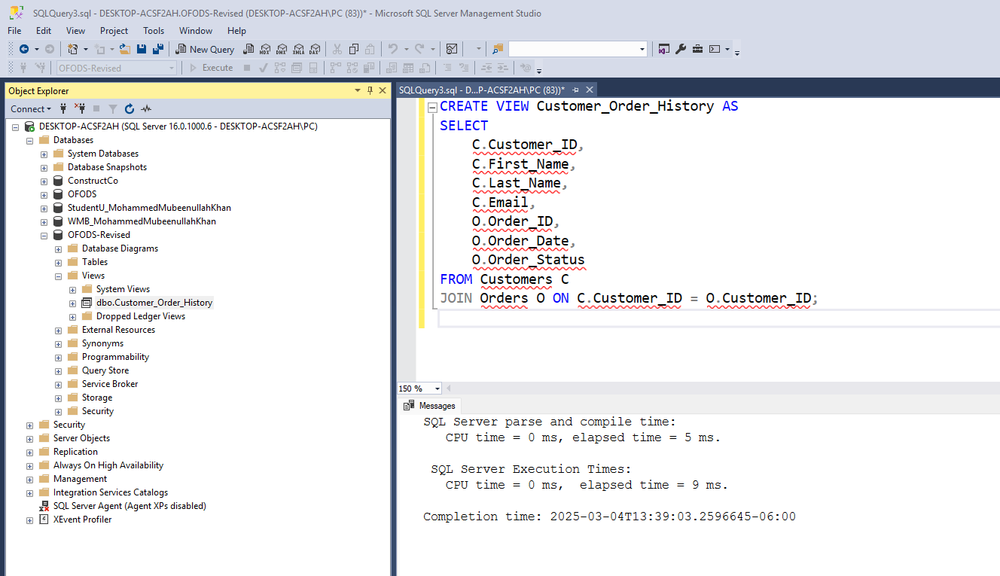 SQLQuery3.sql - DESKTOP-ACSF2AH.OFODS-Revised (DESKTOP-ACSF2AH\PC (83))* - Microsoft SQL Server Management Studio
File Edit View Project Tools Window Help
New Query MDX DMX XMLA DAX
OFODS-Revised Execute
Object Explorer
Connect
DESKTOP-ACSF2AH (SQL Server 16.0.1000.6 - DESKTOP-ACSF2AH\PC)
Databases
System Databases
Database Snapshots
ConstructCo
OFODS
StudentU_MohammedMubeenullahKhan
WMB_MohammedMubeenullahKhan
OFODS-Revised
Database Diagrams
Tables
Views
System Views
dbo.Customer_Order_History
Dropped Ledger Views
External Resources
Synonyms
Programmability
Query Store
Service Broker
Storage
Security
Security
Server Objects
Replication
Always On High Availability
Management
Integration Services Catalogs
SQL Server Agent (Agent XPs disabled)
XEvent Profiler
SQLQuery3.sql - D...P-ACSF2AH\PC (83))*
CREATE VIEW Customer_Order_History AS
SELECT
C.Customer_ID,
C.First_Name,
C.Last_Name,
C.Email,
O.Order_ID,
O.Order_Date,
O.Order_Status
FROM Customers C
JOIN Orders O ON C.Customer_ID = O.Customer_ID;
150 %
Messages
SQL Server parse and compile time:
CPU time = 0 ms, elapsed time = 5 ms.
SQL Server Execution Times:
CPU time = 0 ms,  elapsed time = 9 ms.
Completion time: 2025-03-04T13:39:03.2596645-06:00